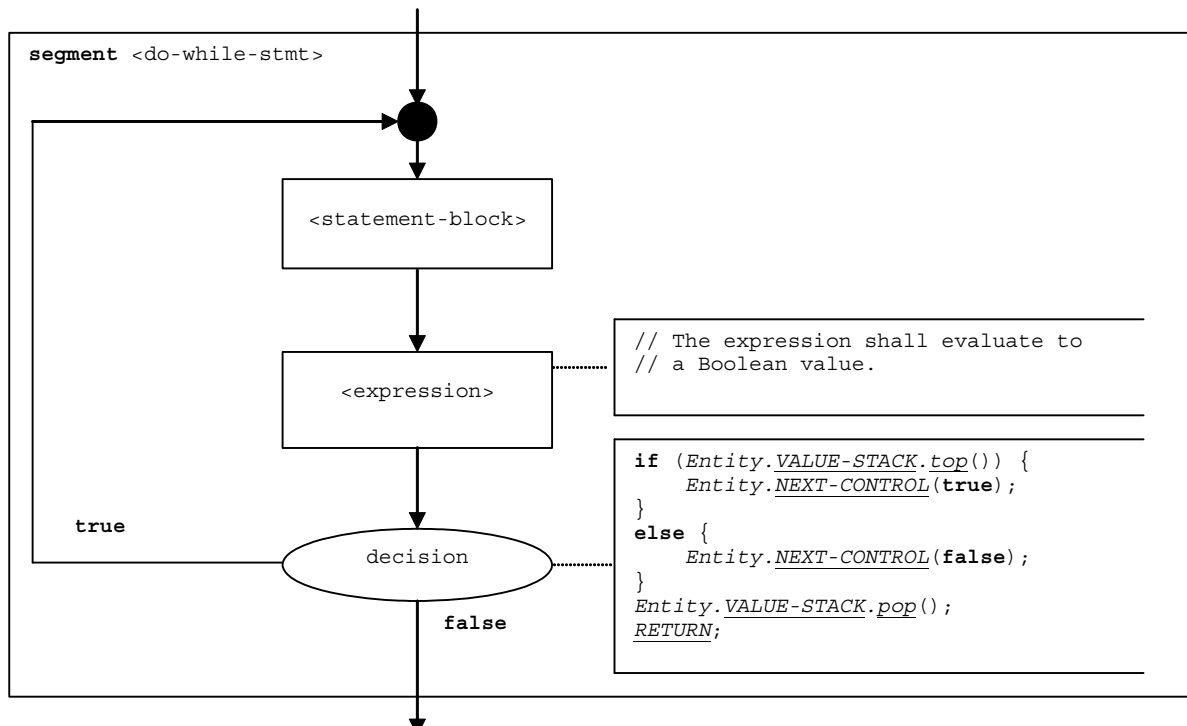 segment <do-while-stmt>
<statement-block>
<expression>
// The expression shall evaluate to
// a Boolean value.
true
decision
false
if (Entity.VALUE-STACK.top()) {
    Entity.NEXT-CONTROL(true);
}
else {
    Entity.NEXT-CONTROL(false);
}
Entity.VALUE-STACK.pop();
RETURN;